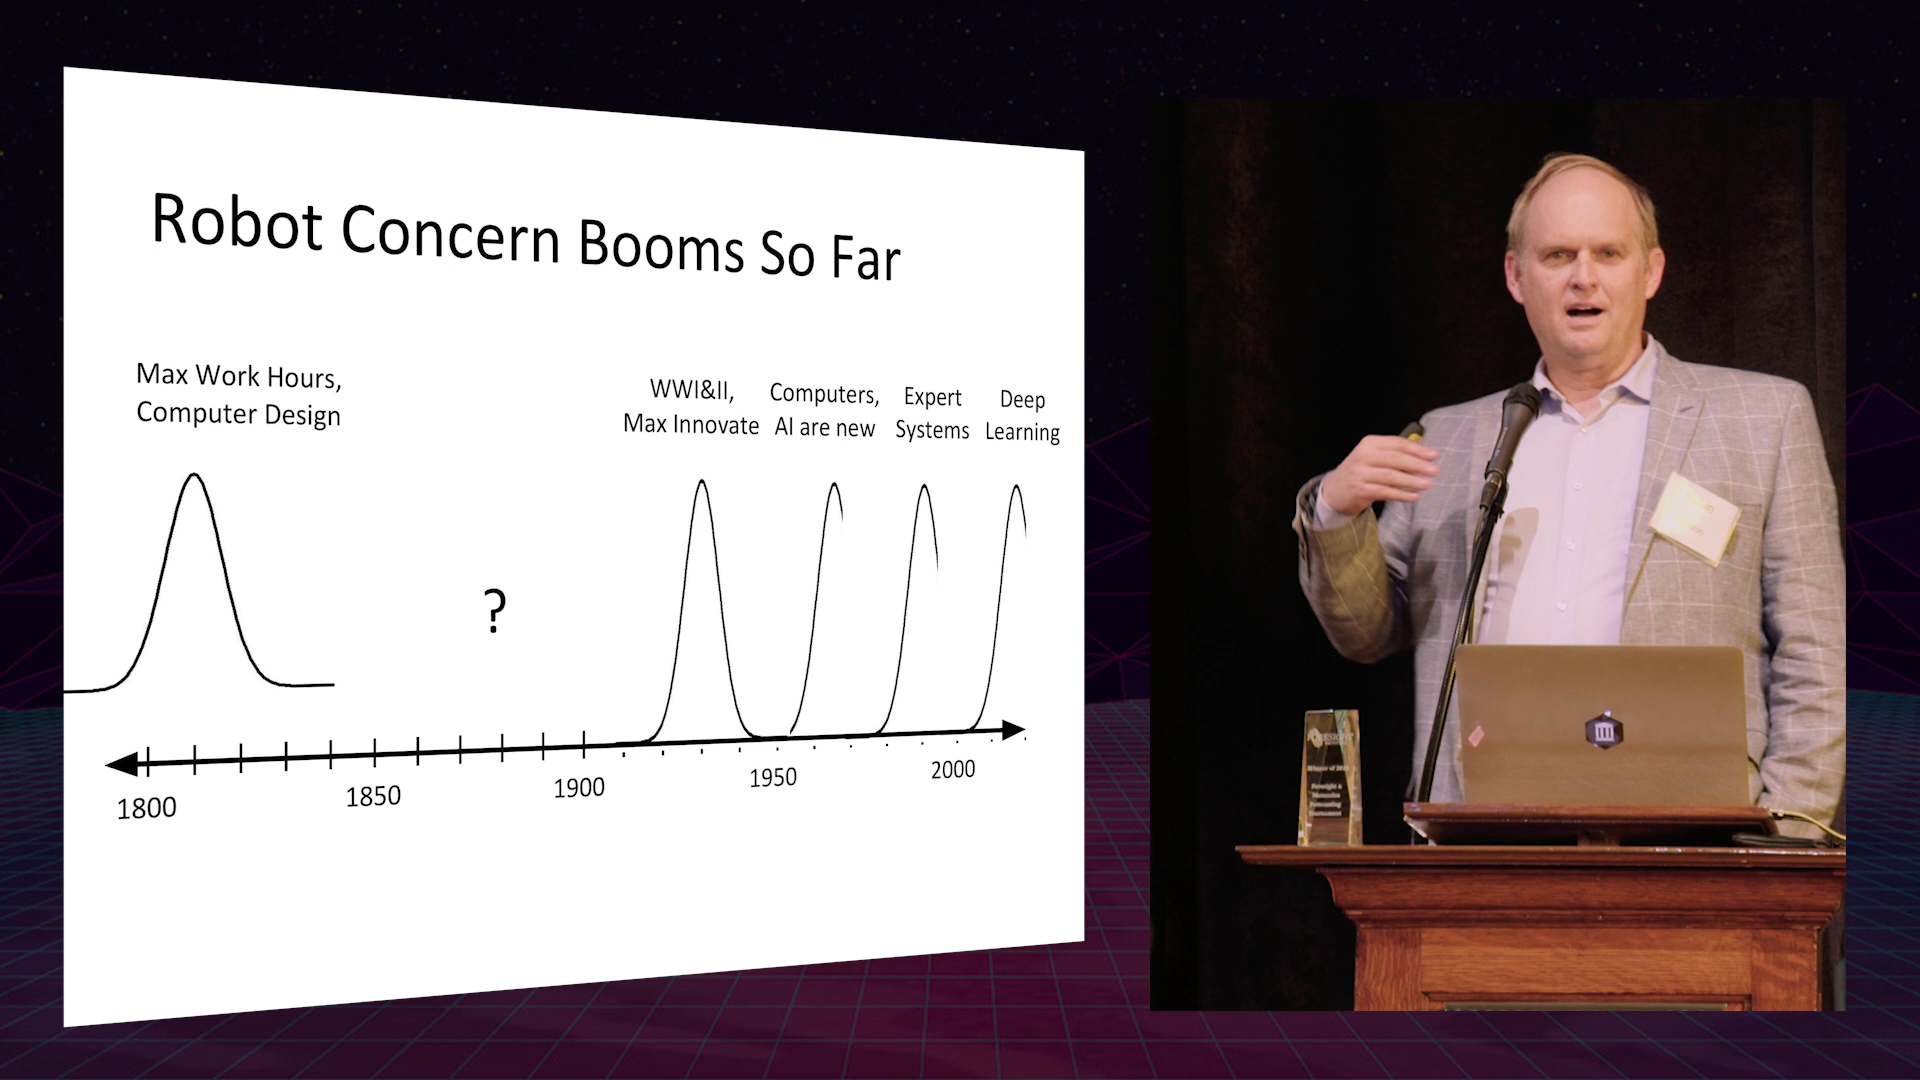 Robot Concern Booms So Far
Max Work Hours,
Computer Design
WWI&II,
Max Innovate
Computers,
AI are new
Expert
Systems
Deep
Learning
?
1800
1850
1900
1950
2000